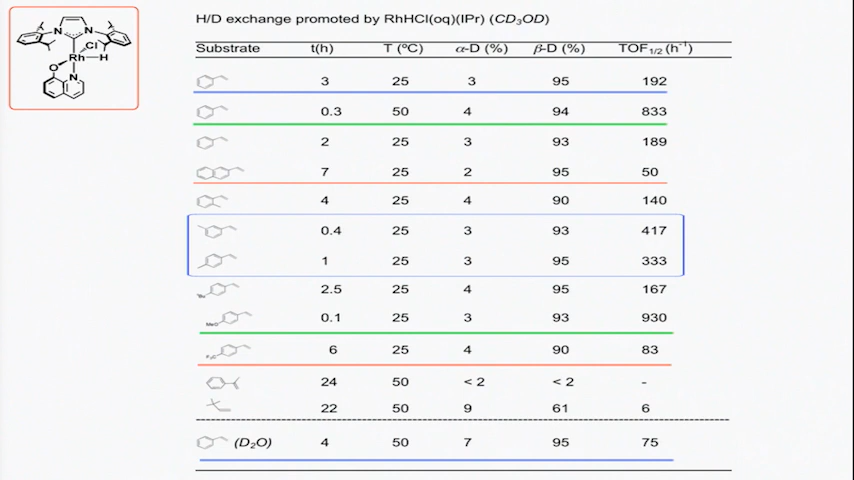 H/D exchange promoted by RhHCl(oq)(IPr) (CD₃OD)
N N
Cl
Rh H
O N
Substrate t(h) T (ºC) α-D (%) β-D (%) TOF₁/₂ (h⁻¹)
3 25 3 95 192
0.3 50 4 94 833
2 25 3 93 189
7 25 2 95 50
4 25 4 90 140
0.4 25 3 93 417
1 25 3 95 333
ᵗBu 2.5 25 4 95 167
MeO 0.1 25 3 93 930
F₃C 6 25 4 90 83
24 50 < 2 < 2 -
22 50 9 61 6
(D₂O) 4 50 7 95 75